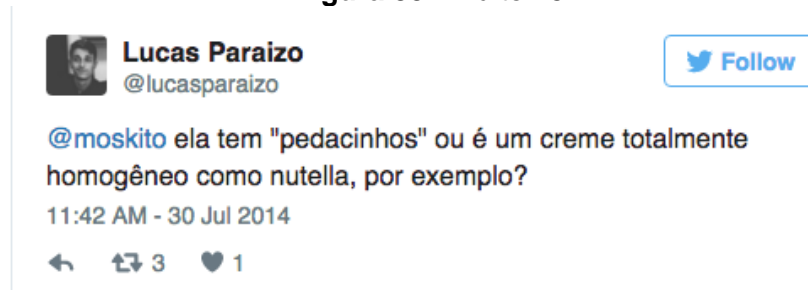 Lucas Paraizo
@lucasparaizo
Follow
@moskito ela tem "pedacinhos" ou é um creme totalmente
homogêneo como nutella, por exemplo?
11:42 AM - 30 Jul 2014
3 1